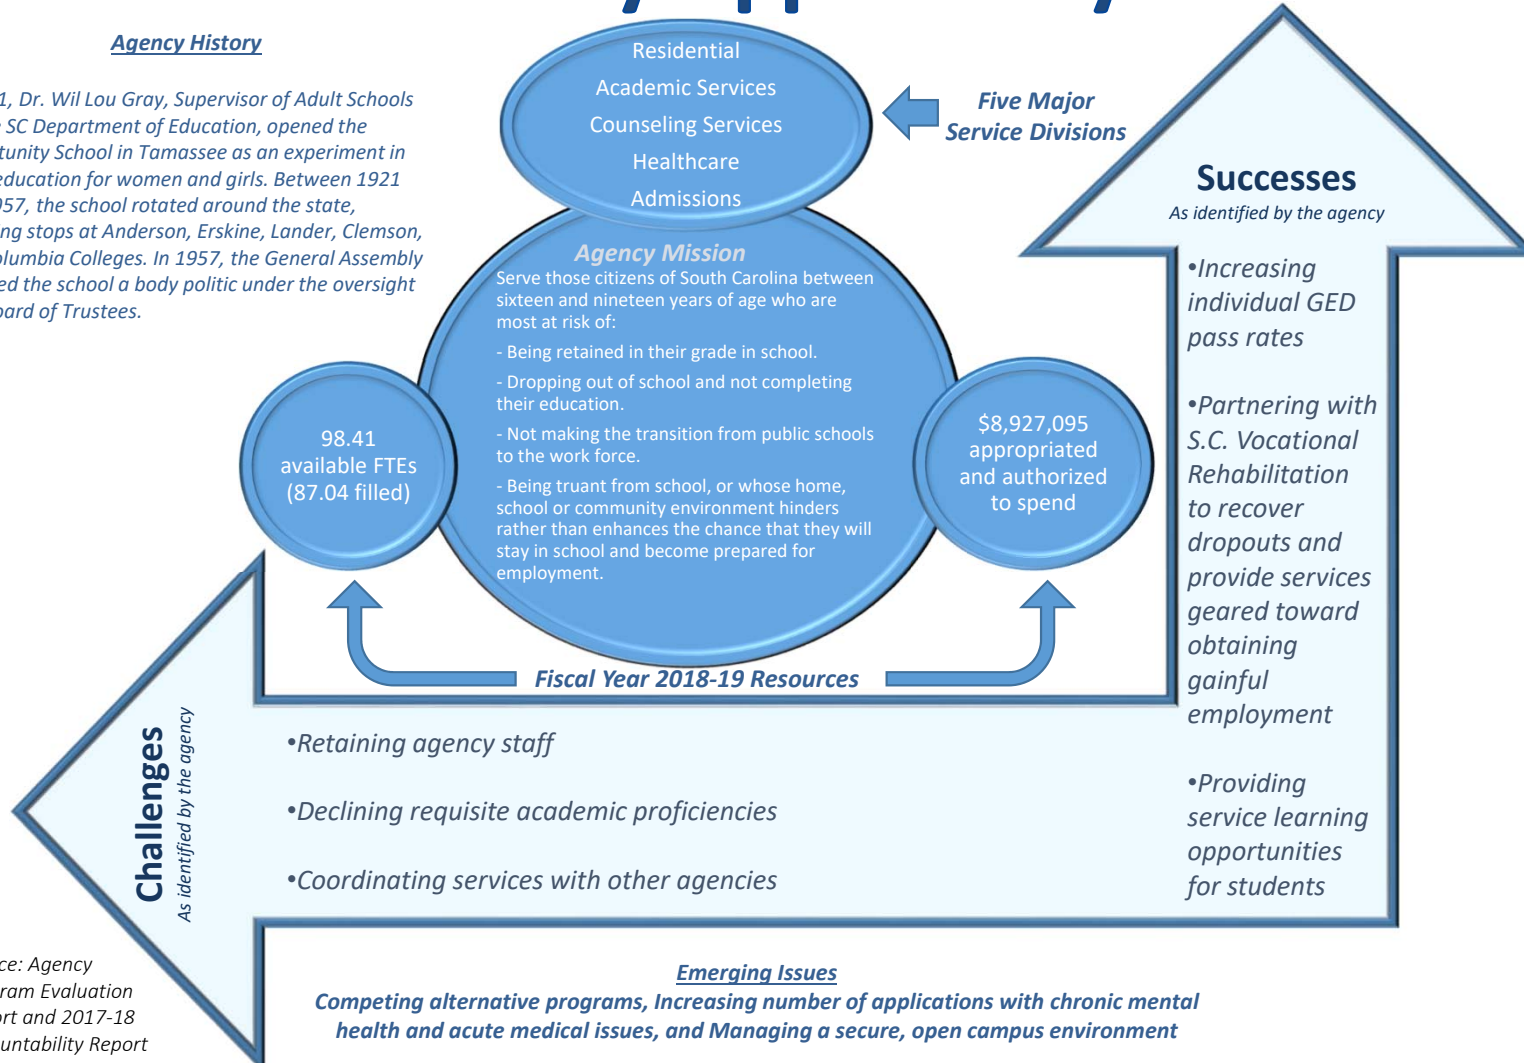 Agency History
1, Dr. Wil Lou Gray, Supervisor of Adult Schools
SC Department of Education, opened the
tunity School in Tamassee as an experiment in
education for women and girls. Between 1921
957, the school rotated around the state,
ng stops at Anderson, Erskine, Lander, Clemson,
olumbia Colleges. In 1957, the General Assembly
ed the school a body politic under the oversight
oard of Trustees.
Residential
Academic Services
Counseling Services
Healthcare
Admissions
Five Major
Service Divisions
Agency Mission
Serve those citizens of South Carolina between
sixteen and nineteen years of age who are
most at risk of:
- Being retained in their grade in school.
- Dropping out of school and not completing
their education.
- Not making the transition from public schools
to the work force.
- Being truant from school, or whose home,
school or community environment hinders
rather than enhances the chance that they will
stay in school and become prepared for
employment.
98.41
available FTEs
(87.04 filled)
$8,927,095
appropriated
and authorized
to spend
Fiscal Year 2018-19 Resources
Successes
As identified by the agency
•Increasing
individual GED
pass rates
•Partnering with
S.C. Vocational
Rehabilitation
to recover
dropouts and
provide services
geared toward
obtaining
gainful
employment
•Providing
service learning
opportunities
for students
Challenges
As identified by the agency
•Retaining agency staff
•Declining requisite academic proficiencies
•Coordinating services with other agencies
Emerging Issues
Competing alternative programs, Increasing number of applications with chronic mental
health and acute medical issues, and Managing a secure, open campus environment
ce: Agency
ram Evaluation
ort and 2017-18
untability Report